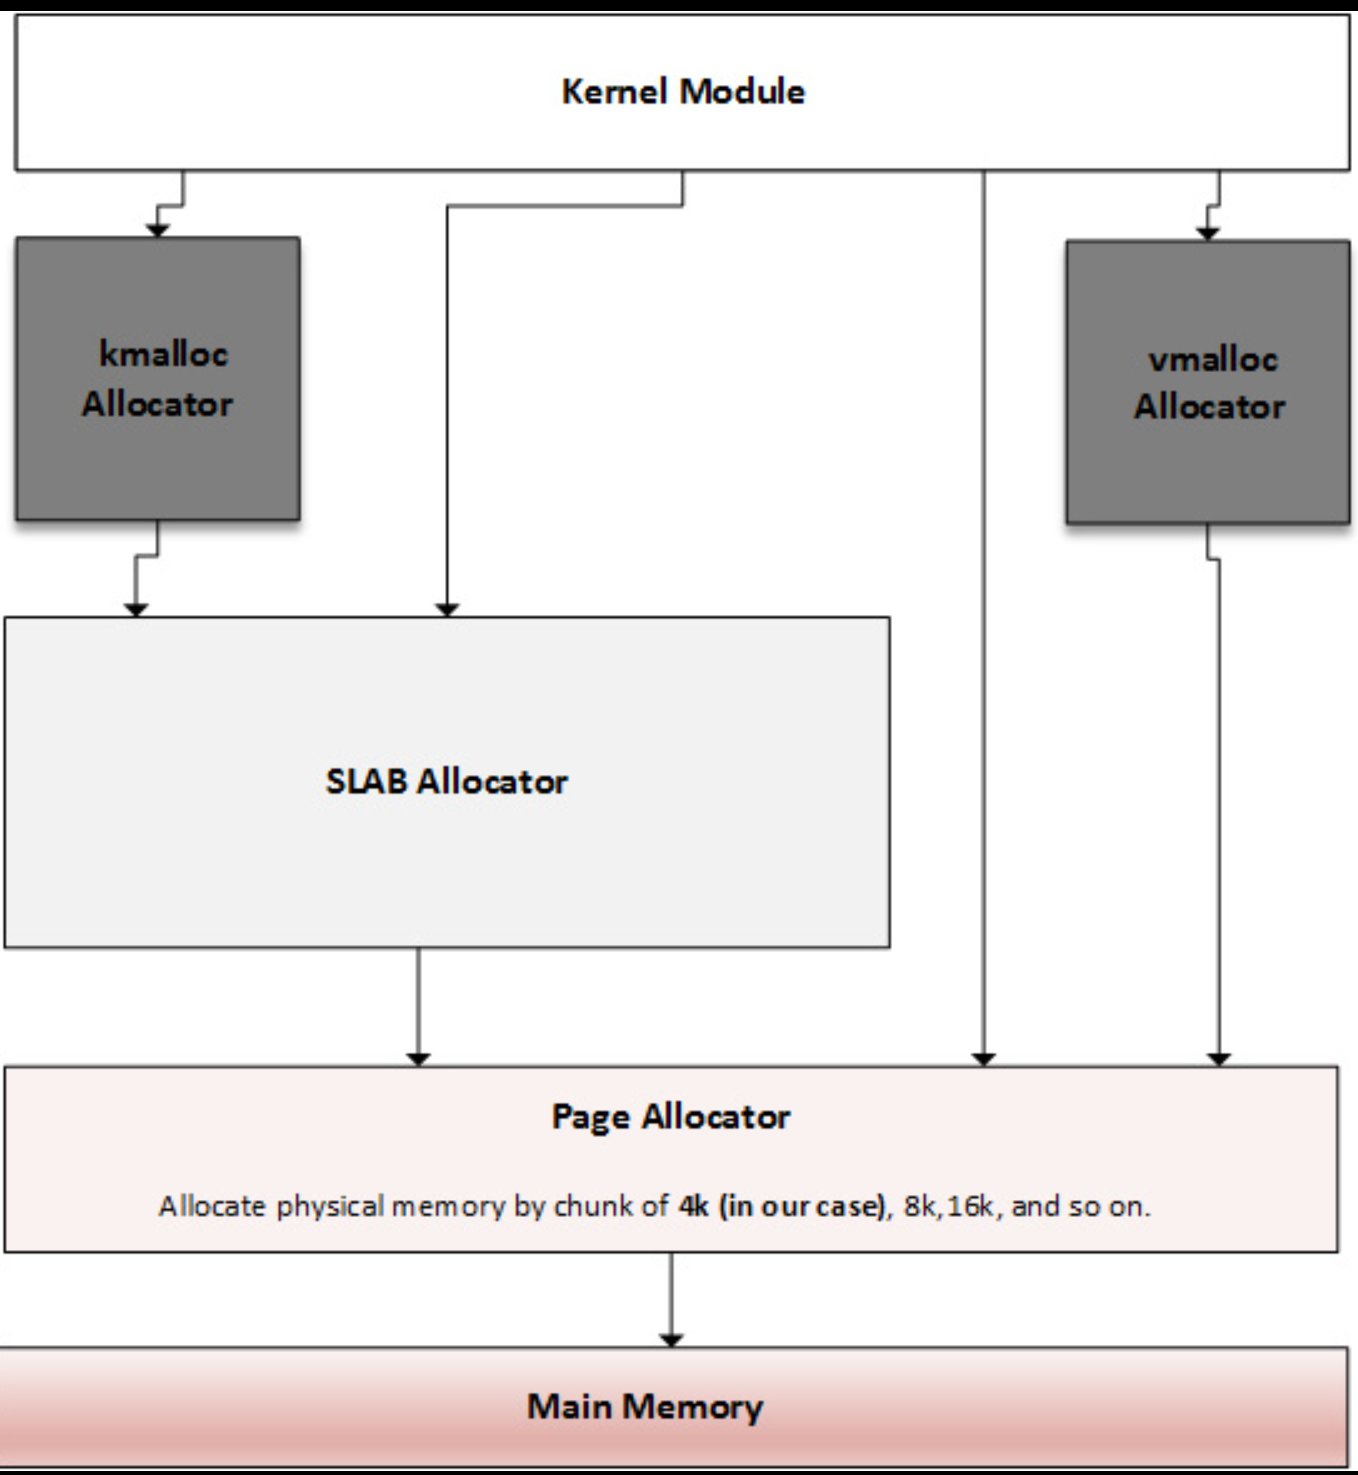 Kernel Module
kmalloc
Allocator
vmalloc
Allocator
SLAB Allocator
Page Allocator
Allocate physical memory by chunk of 4k (in our case), 8k,16k, and so on.
Main Memory